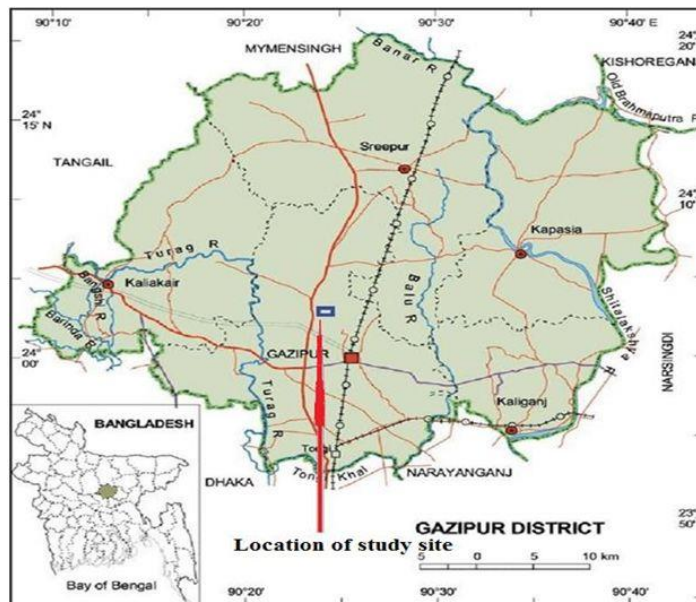 90°10'
90°20'
90°30'
90°40' E
MYMENSINGH
Banar R
KISHOREGAN
Old Brahmaputra R
24°
15' N
Sreepur
TANGAIL
24°
10'
Kapasia
Turag R
Kaliakair
Bangshi R
Barinda R
Balu R
Shitalakshya R
NARSINGDI
24°
00'
GAZIPUR
Turag R
Kaliganj
BANGLADESH
Tongi
Tongi Khal
DHAKA
NARAYANGANJ
GAZIPUR DISTRICT
23°
50'
Location of study site
5 0 5 10 km
Bay of Bengal
90°20'
90°30'
90°40'